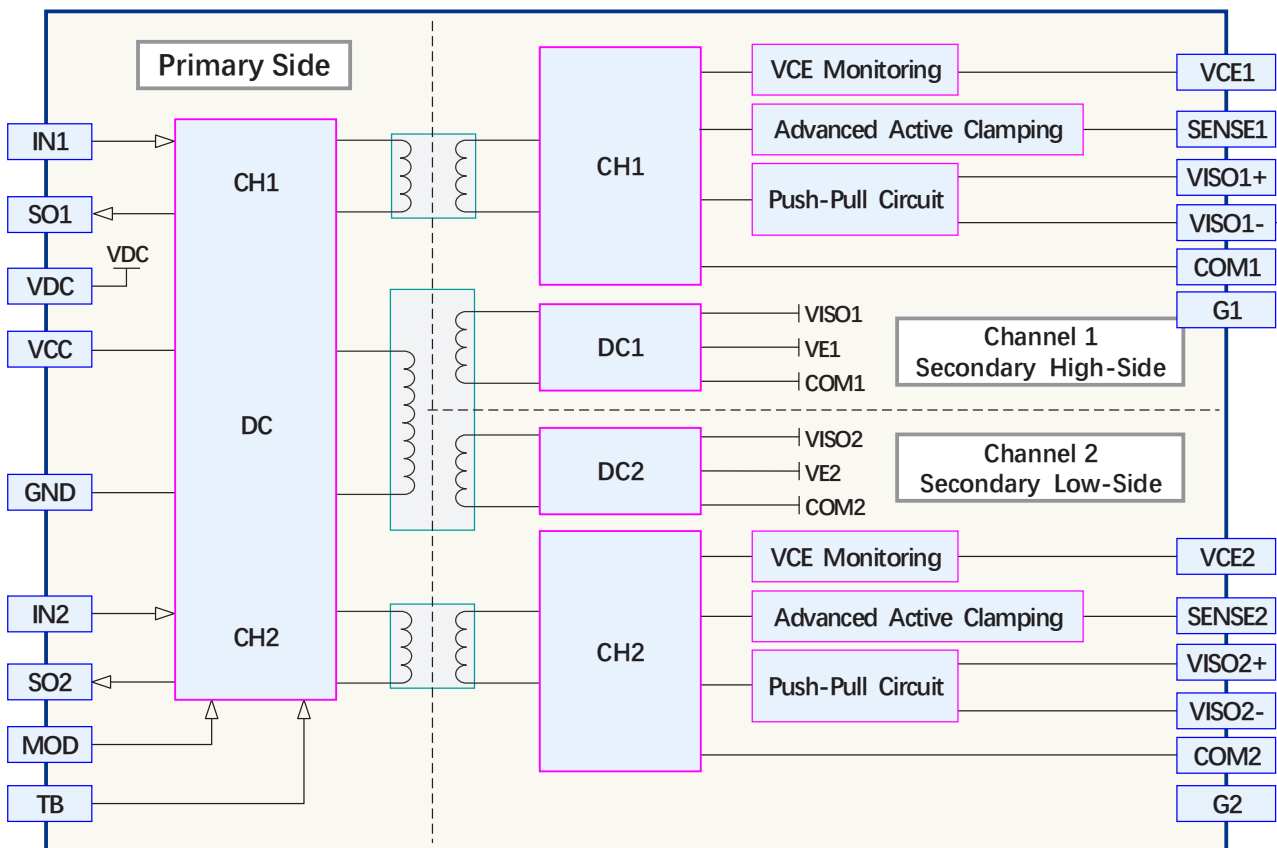 Primary Side
IN1
SO1
VDC
VDC
VCC
GND
IN2
SO2
MOD
TB
CH1
DC
CH2
CH1
VCE Monitoring
Advanced Active Clamping
Push-Pull Circuit
VCE1
SENSE1
VISO1+
VISO1-
COM1
G1
DC1
VISO1
VE1
COM1
Channel 1
Secondary High-Side
DC2
VISO2
VE2
COM2
Channel 2
Secondary Low-Side
CH2
VCE Monitoring
Advanced Active Clamping
Push-Pull Circuit
VCE2
SENSE2
VISO2+
VISO2-
COM2
G2